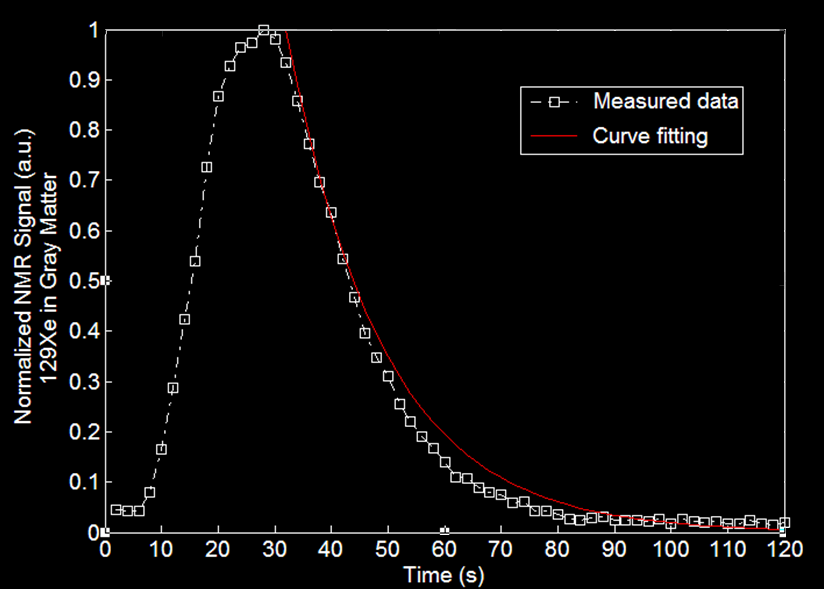 Normalized NMR Signal (a.u.)
129Xe in Gray Matter
1
0.9
0.8
0.7
0.6
0.5
0.4
0.3
0.2
0.1
0
Measured data
Curve fitting
0 10 20 30 40 50 60 70 80 90 100 110 120
Time (s)